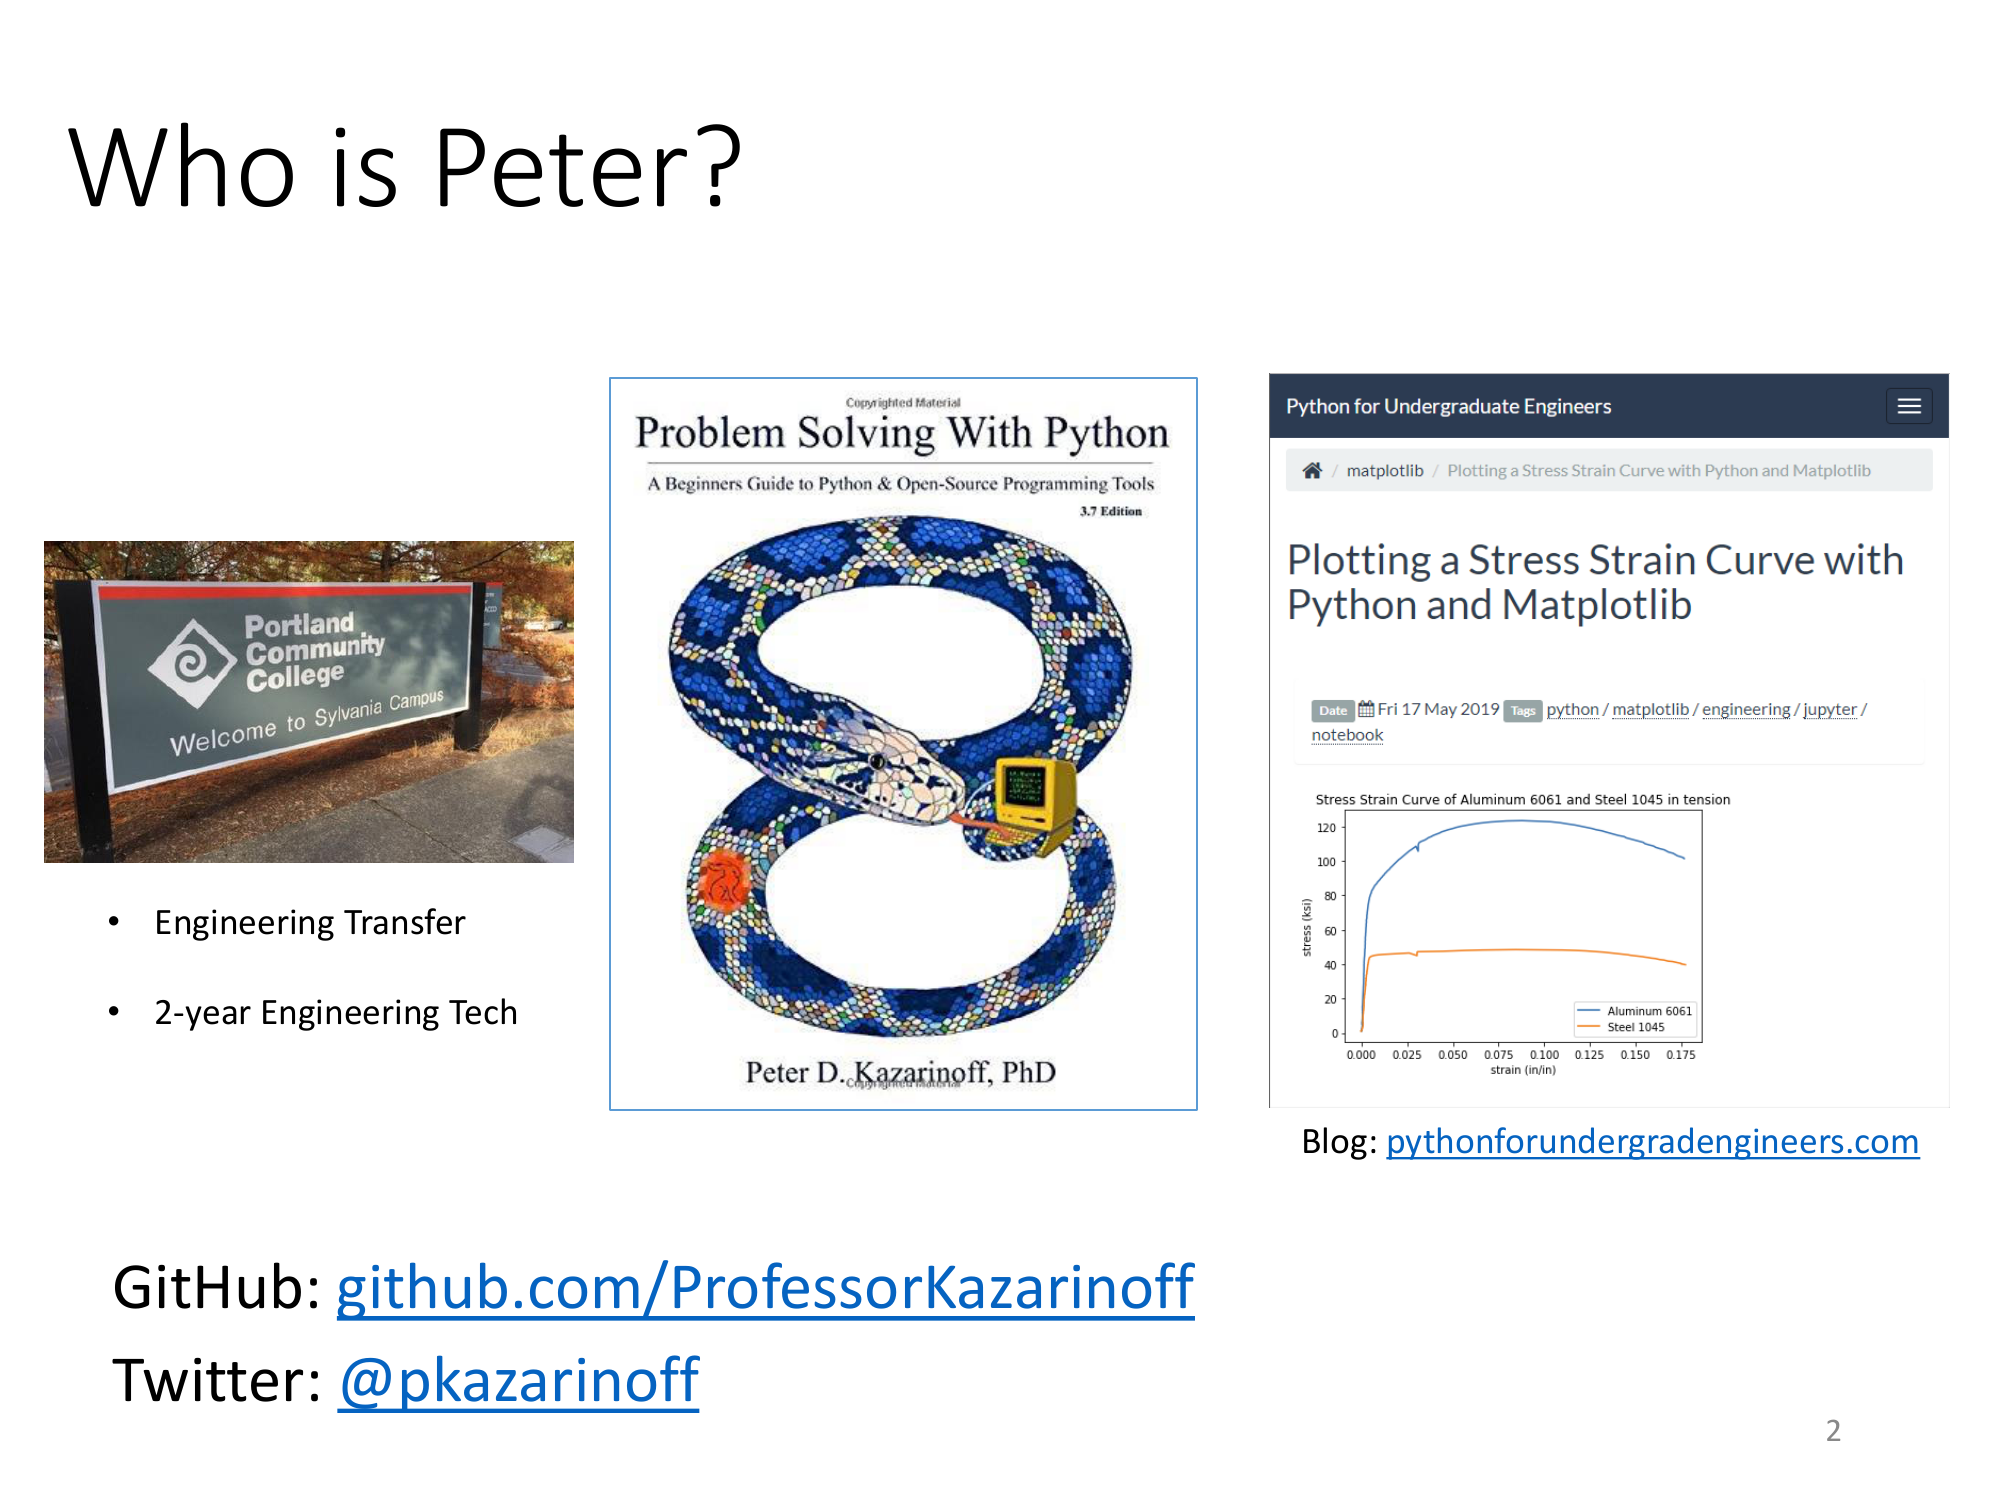 Who is Peter?
Portland
Community
College
Welcome to Sylvania Campus
• Engineering Transfer
• 2-year Engineering Tech
Copyrighted Material
Problem Solving With Python
A Beginners Guide to Python & Open-Source Programming Tools
3.7 Edition
Peter D. Kazarinoff, PhD
Copyrighted Material
Python for Undergraduate Engineers
/ matplotlib / Plotting a Stress Strain Curve with Python and Matplotlib
Plotting a Stress Strain Curve with
Python and Matplotlib
Date Fri 17 May 2019 Tags python / matplotlib / engineering / jupyter /
notebook
Stress Strain Curve of Aluminum 6061 and Steel 1045 in tension
120
100
80
60
40
20
0
stress (ksi)
Aluminum 6061
Steel 1045
0.000 0.025 0.050 0.075 0.100 0.125 0.150 0.175
strain (in/in)
Blog: pythonforundergradengineers.com
GitHub: github.com/ProfessorKazarinoff
Twitter: @pkazarinoff
2